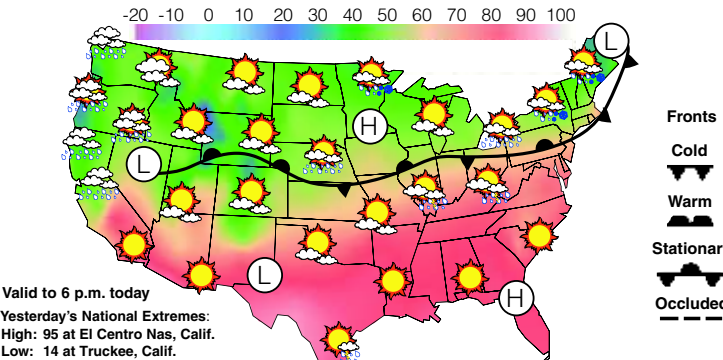 -20 -10 0 10 20 30 40 50 60 70 80 90 100
L
Fronts
H
Cold
L
Warm
Stationar
L
H
Occluded
Valid to 6 p.m. today
Yesterday's National Extremes:
High: 95 at El Centro Nas, Calif.
Low: 14 at Truckee, Calif.